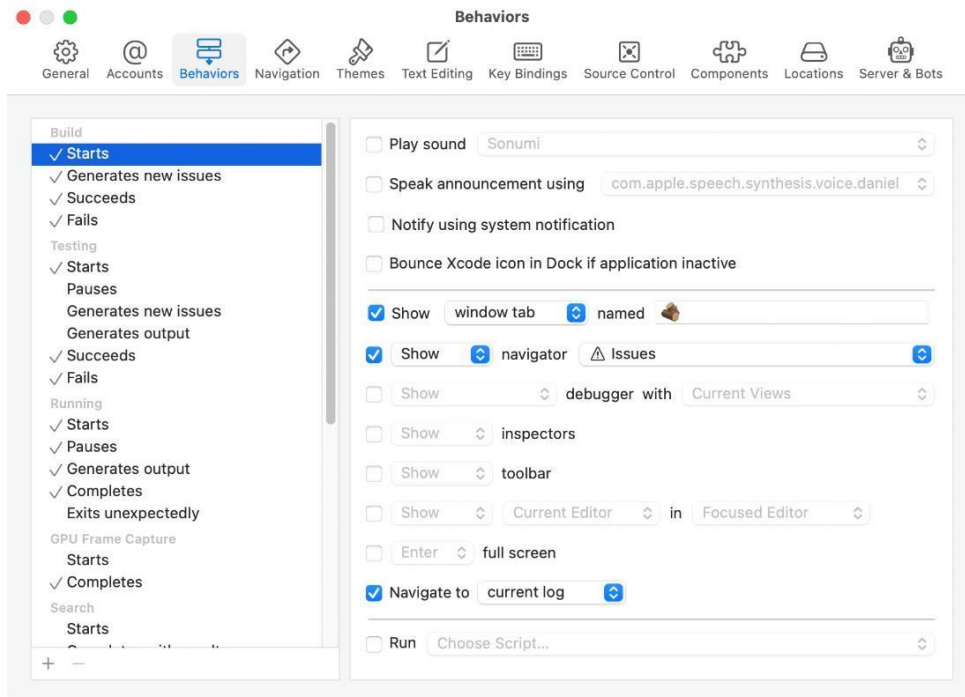 Behaviors
General Accounts Behaviors Navigation Themes Text Editing Key Bindings Source Control Components Locations Server & Bots
Build
Starts
Generates new issues
Succeeds
Fails
Testing
Starts
Pauses
Generates new issues
Generates output
Succeeds
Fails
Running
Starts
Pauses
Generates output
Completes
Exits unexpectedly
GPU Frame Capture
Starts
Completes
Search
Starts
Play sound Sonumi
Speak announcement using com.apple.speech.synthesis.voice.daniel
Notify using system notification
Bounce Xcode icon in Dock if application inactive
Show window tab named 🪵
Show navigator Issues
Show debugger with Current Views
Show inspectors
Show toolbar
Show Current Editor in Focused Editor
Enter full screen
Navigate to current log
Run Choose Script...